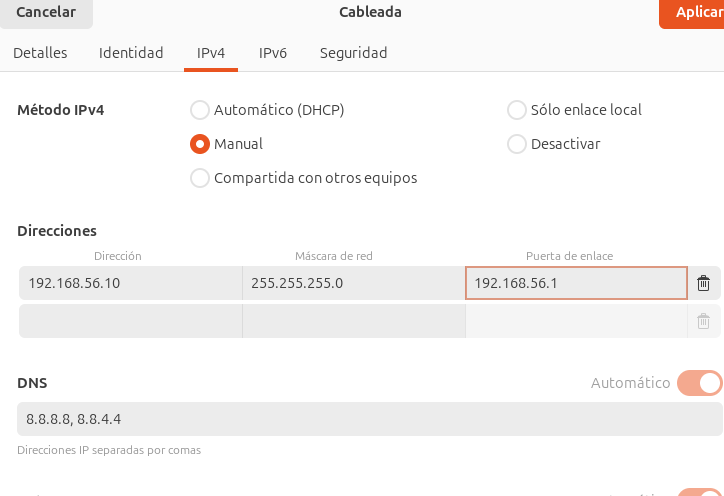 Cancelar Cableada Aplicar
Detalles Identidad IPv4 IPv6 Seguridad
Método IPv4 Automático (DHCP) Sólo enlace local
Manual Desactivar
Compartida con otros equipos
Direcciones
Dirección Máscara de red Puerta de enlace
192.168.56.10 255.255.255.0 192.168.56.1
DNS Automático
8.8.8.8, 8.8.4.4
Direcciones IP separadas por comas